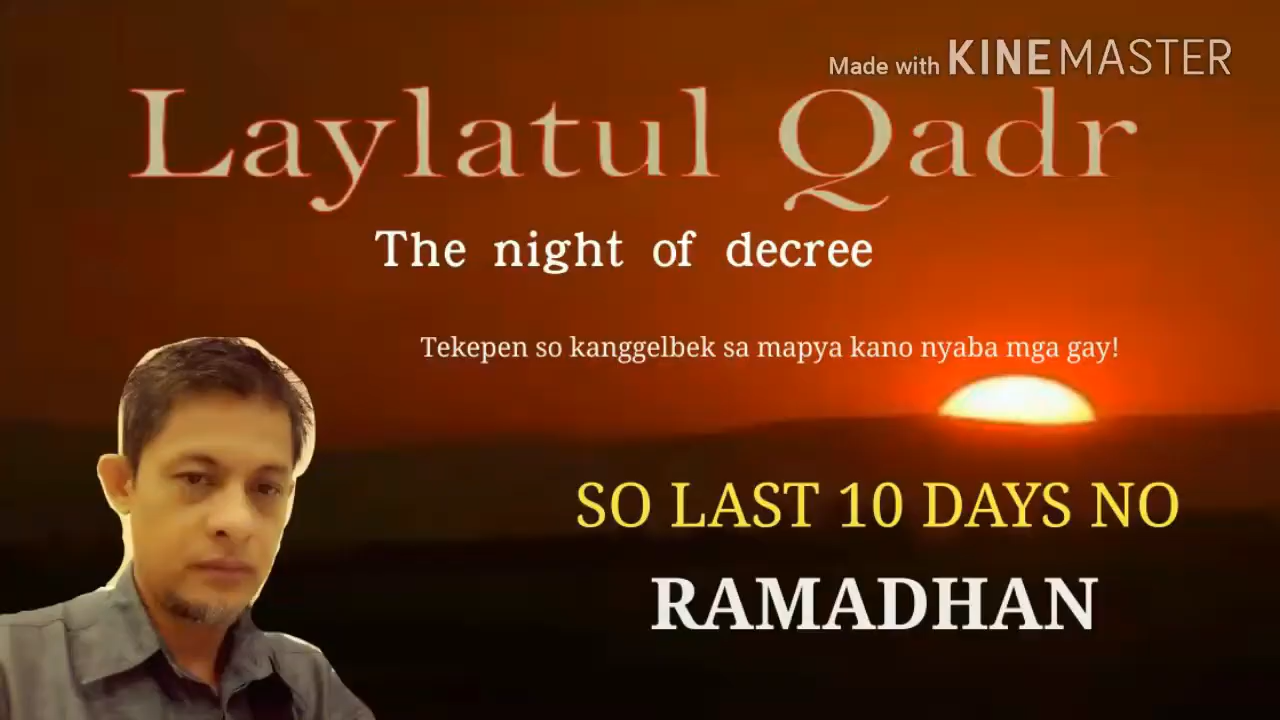 Made with KINEMASTER
Laylatul Qadr
The night of decree
Tekepen so kanggelbek sa mapya kano nyaba mga gay!
SO LAST 10 DAYS NO
RAMADHAN